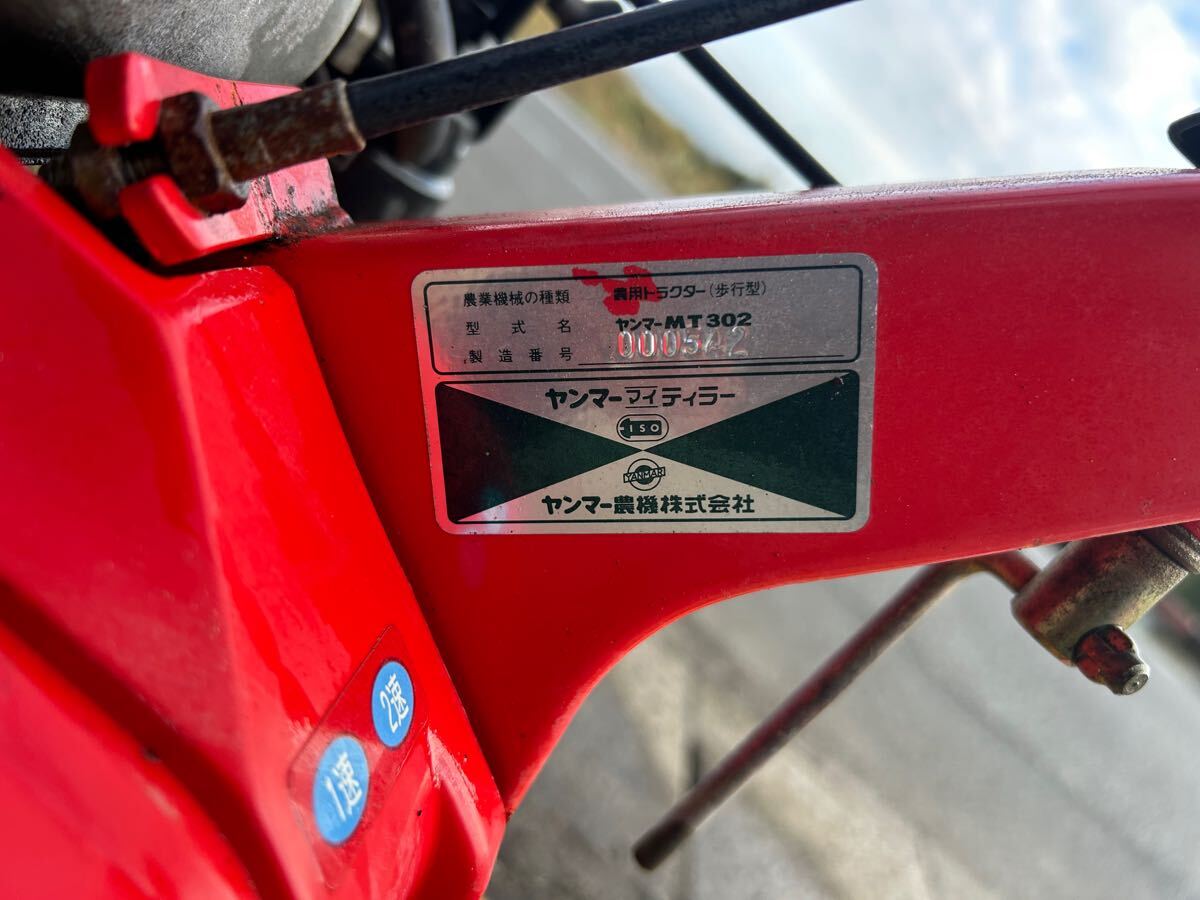 農業機械の種類 農用トラクター(歩行型)
型式名 ヤンマーMT302
製造番号 000542
ヤンマーマイティラー
ISO
YANMAR
ヤンマー農機株式会社
2速
1速